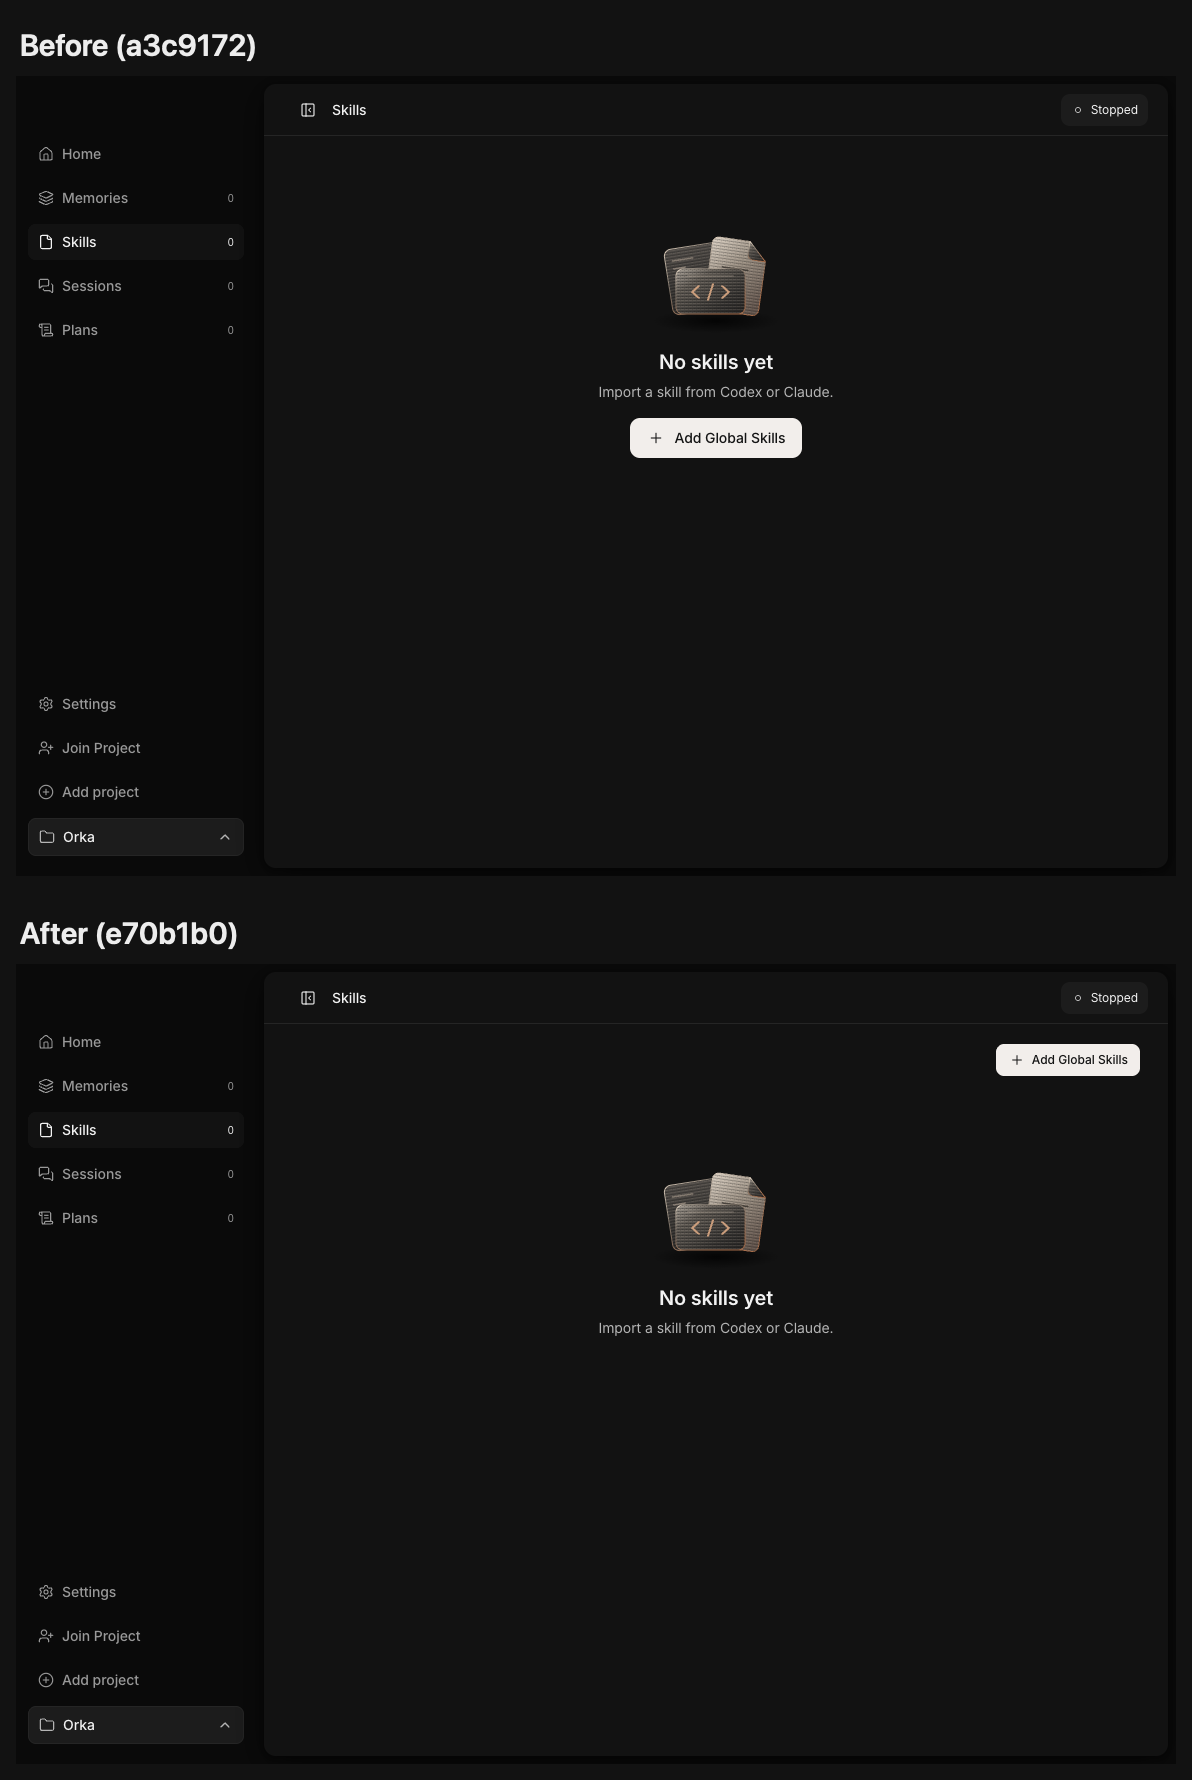 Before (a3c9172)
Skills
Stopped
Home
Memories 0
Skills 0
Sessions 0
Plans 0
</>
No skills yet
Import a skill from Codex or Claude.
+ Add Global Skills
Settings
Join Project
Add project
Orka
After (e70b1b0)
Skills
Stopped
Home
Memories 0
Skills 0
Sessions 0
Plans 0
+ Add Global Skills
</>
No skills yet
Import a skill from Codex or Claude.
Settings
Join Project
Add project
Orka